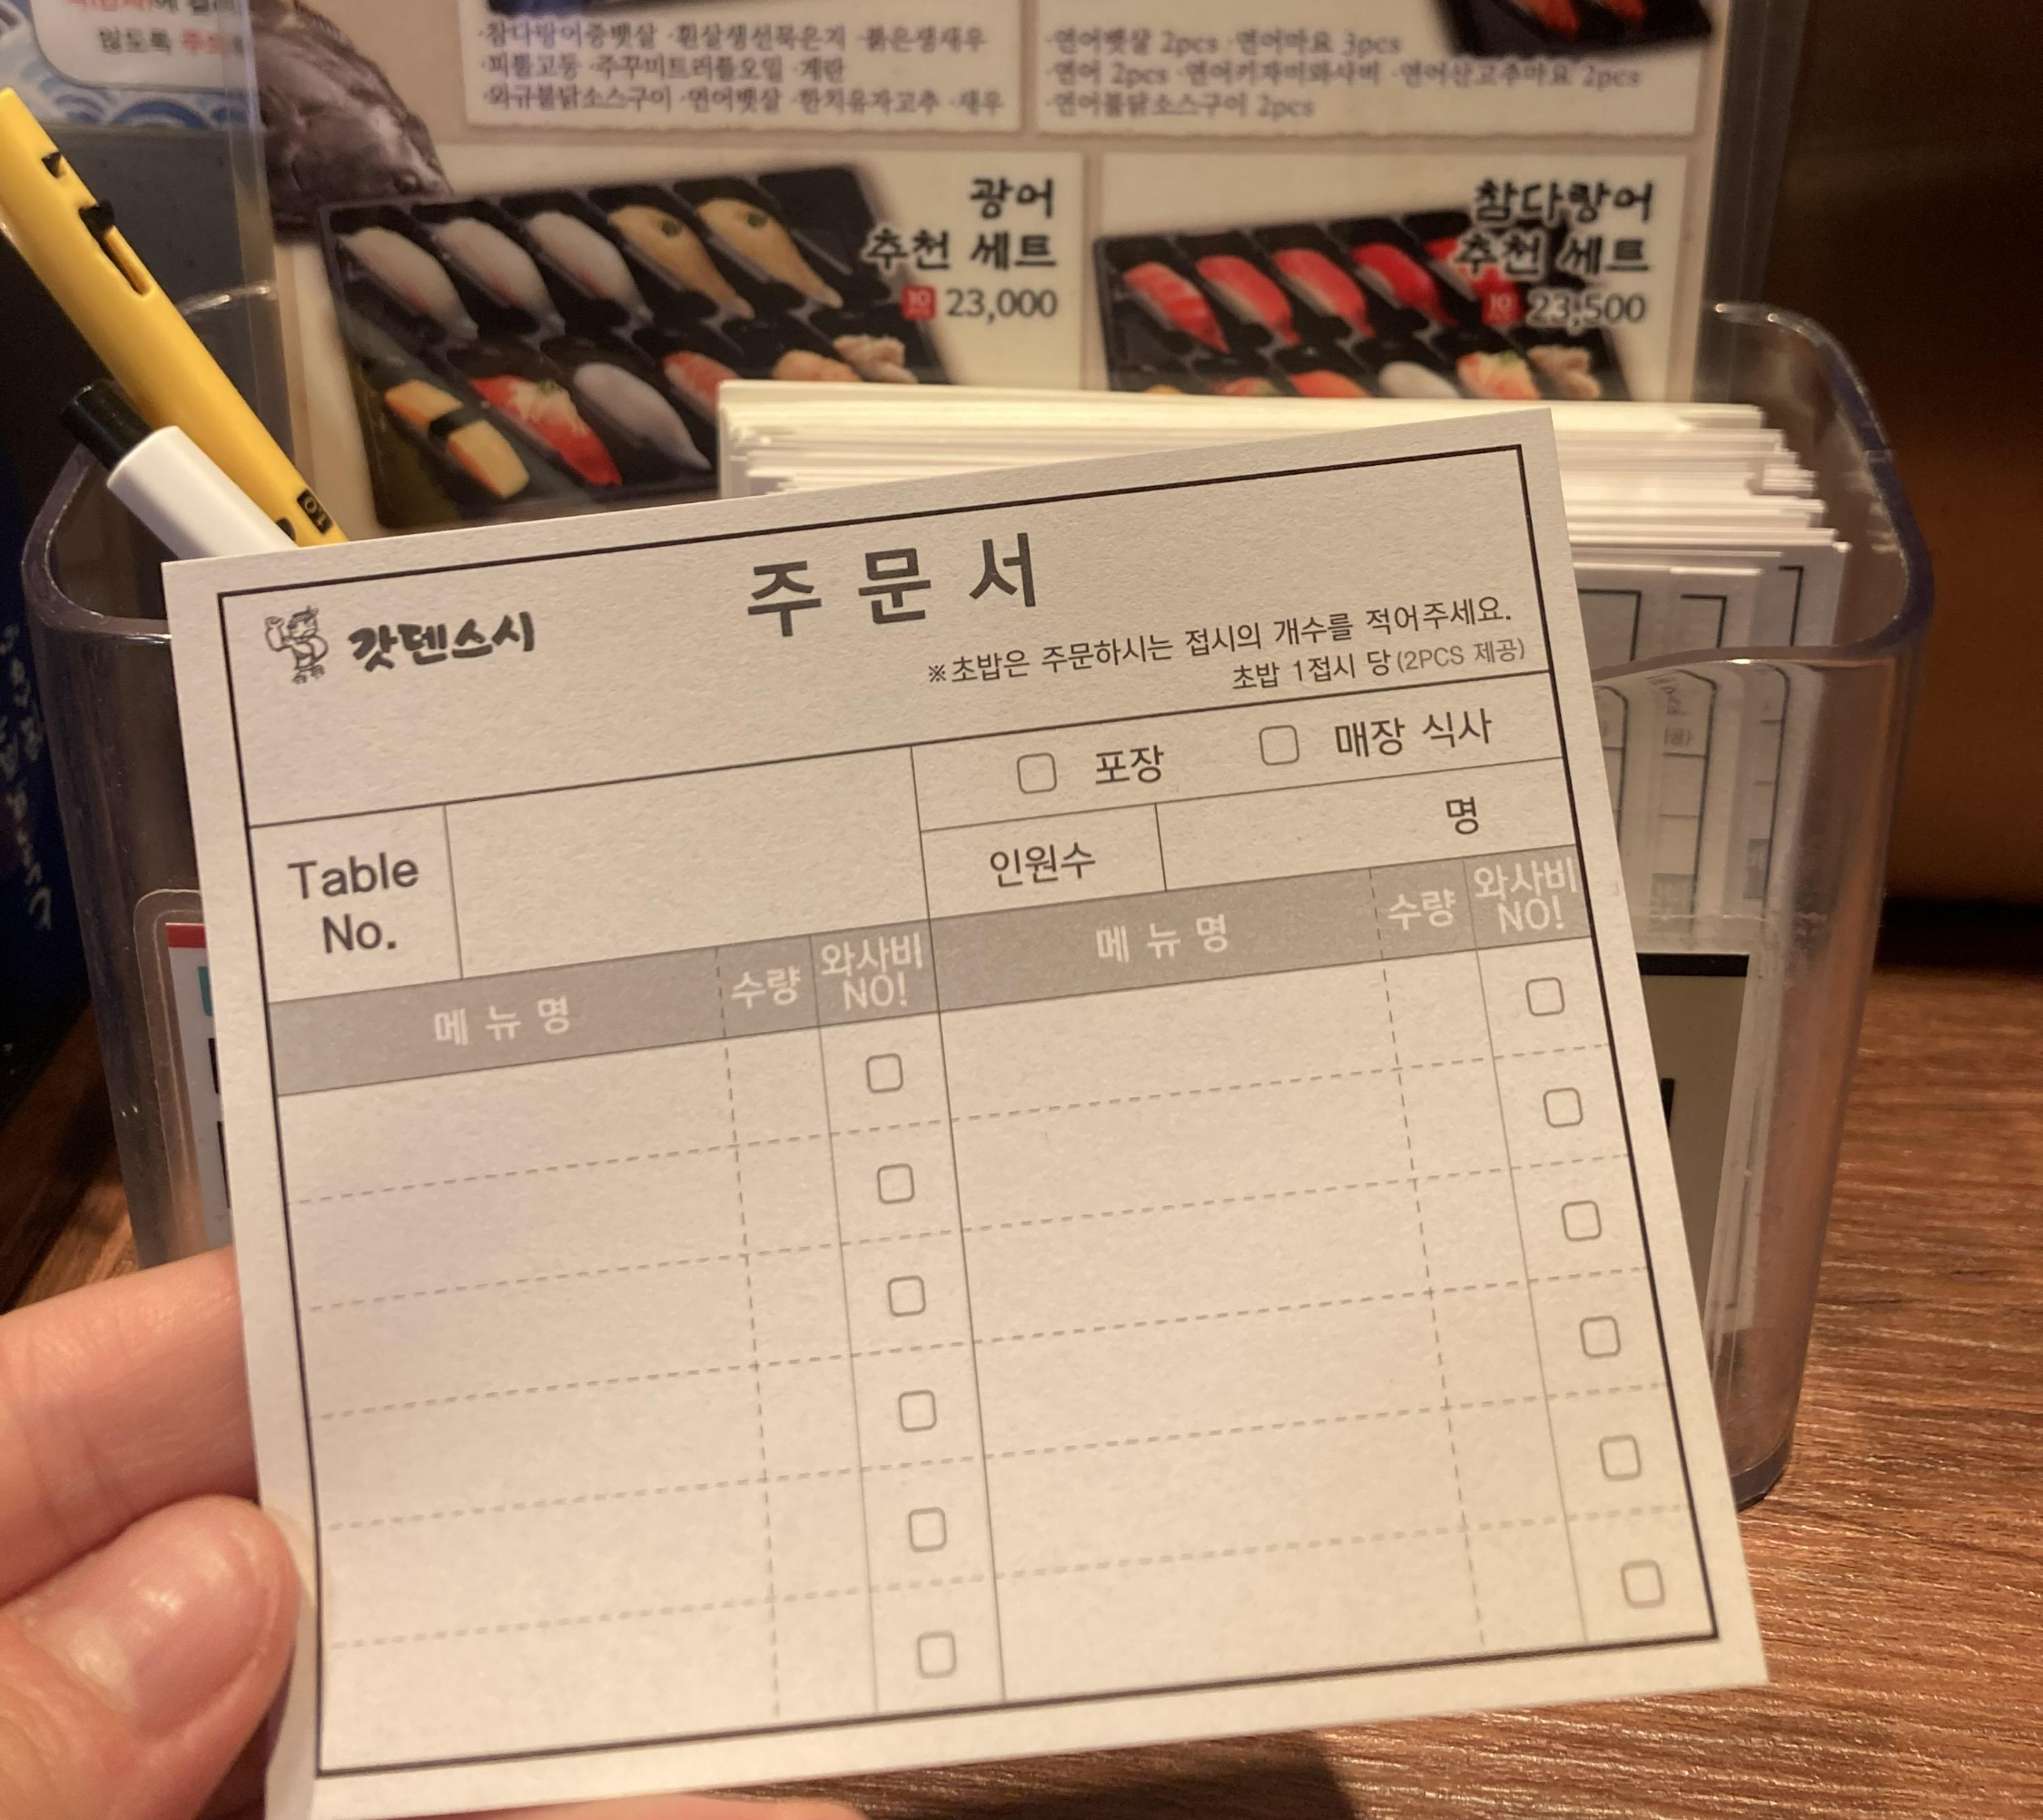 않도록
·참다랑어중뱃살 ·흰살생선묵은지 ·붉은생새우
·피뿔고둥 ·주꾸미트러플오일 ·계란
·와규불닭소스구이 ·연어뱃살 ·한치유자고추 ·새우
·연어뱃살 2pcs ·연어마요 3pcs
·연어 2pcs ·연어키자미와사비 ·연어산고추마요 2pcs
·연어불닭소스구이 2pcs
광어
추천 세트
23,000
참다랑어
추천 세트
23,500
갓덴스시
주문서
※초밥은 주문하시는 접시의 개수를 적어주세요.
초밥 1접시 당(2PCS 제공)
포장 매장 식사
Table
No.
인원수 명
메뉴명 수량 와사비
NO!
메뉴명 수량 와사비
NO!